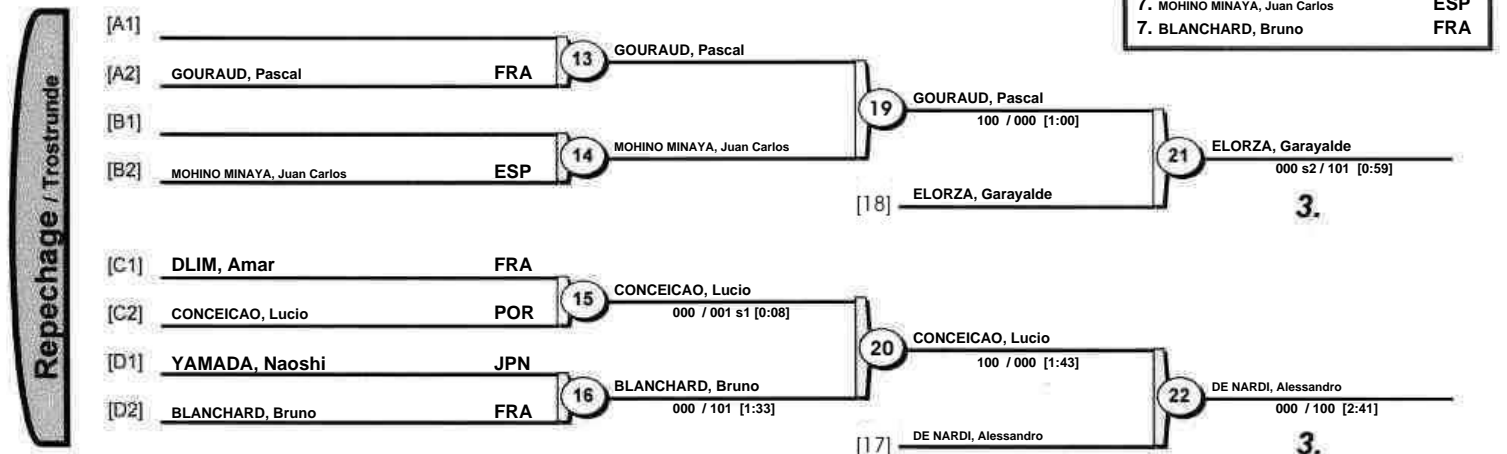 7. MOHINO MINAYA, Juan Carlos ESP
7. BLANCHARD, Bruno FRA
Repechage / Trostrunde
[A1]
[A2] GOURAUD, Pascal FRA
13 GOURAUD, Pascal
[B1]
[B2] MOHINO MINAYA, Juan Carlos ESP
14 MOHINO MINAYA, Juan Carlos
19 GOURAUD, Pascal
100 / 000 [1:00]
[18] ELORZA, Garayalde
21 ELORZA, Garayalde
000 s2 / 101 [0:59]
3.
[C1] DLIM, Amar FRA
[C2] CONCEICAO, Lucio POR
15 CONCEICAO, Lucio
000 / 001 s1 [0:08]
[D1] YAMADA, Naoshi JPN
[D2] BLANCHARD, Bruno FRA
16 BLANCHARD, Bruno
000 / 101 [1:33]
20 CONCEICAO, Lucio
100 / 000 [1:43]
[17] DE NARDI, Alessandro
22 DE NARDI, Alessandro
000 / 100 [2:41]
3.